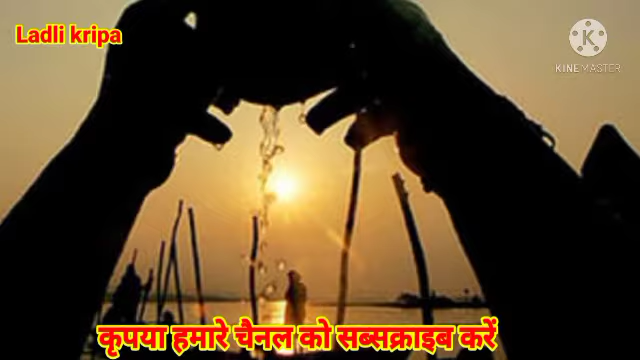 Ladli kripa
KINEMASTER
कृपया हमारे चैनल को सब्सक्राइब करें